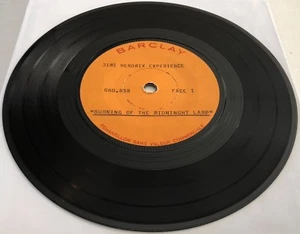 BARCLAY
JIMI HENDRIX EXPERIENCE
FACE 1
"BURNING OF THE MIDNIGHT LAMP"